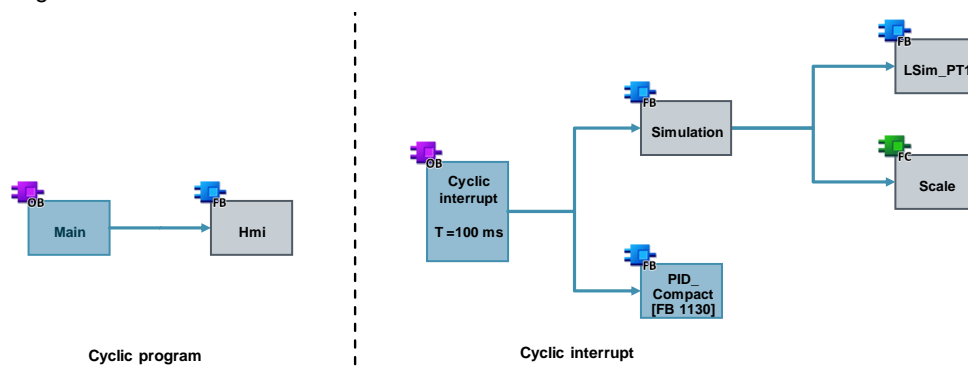 OB
Main
FB
Hmi
Cyclic program
OB
Cyclic
interrupt
T =100 ms
FB
Simulation
FB
PID_
Compact
[FB 1130]
FB
LSim_PT1
FC
Scale
Cyclic interrupt